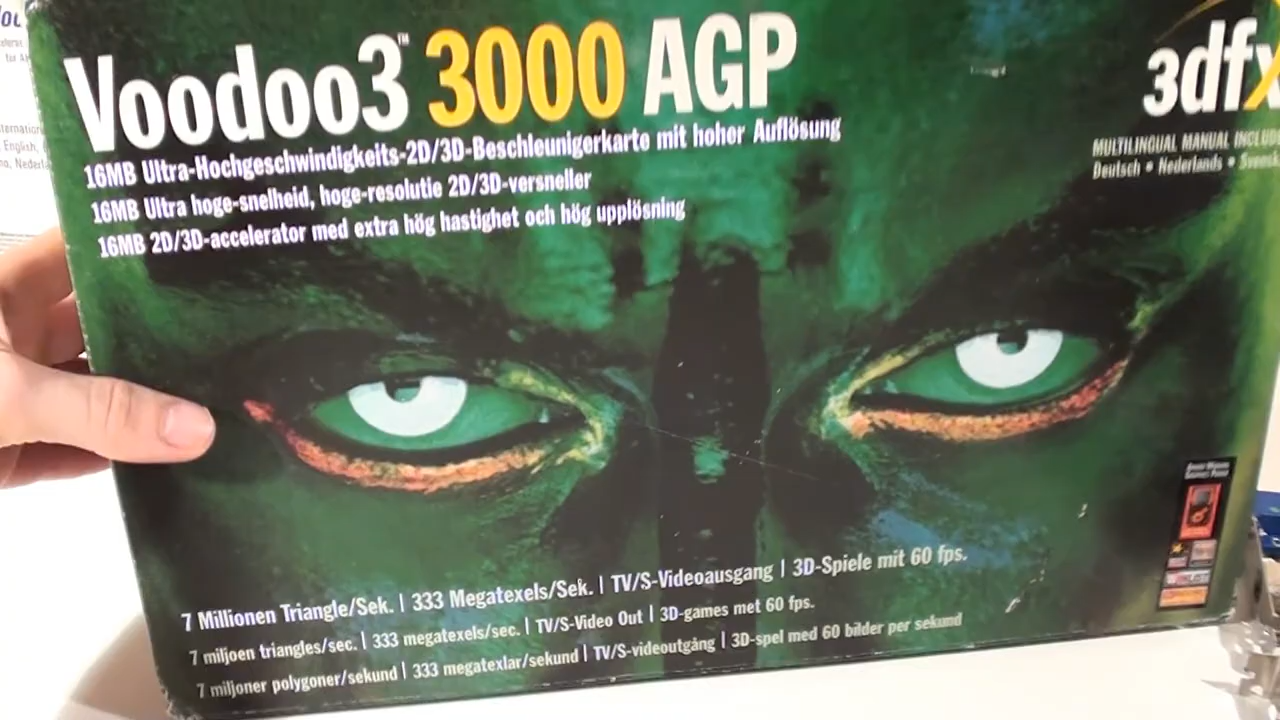 Voodoo3™ 3000 AGP
16MB Ultra-Hochgeschwindigkeits-2D/3D-Beschleunigerkarte mit hoher Auflösung
16MB Ultra hoge-snelheid, hoge-resolutie 2D/3D-versneller
16MB 2D/3D-accelerator med extra hög hastighet och hög upplösning
3dfx
MULTILINGUAL MANUAL
Deutsch • Nederlands •
7 Millionen Triangle/Sek. | 333 Megatexels/Sek. | TV/S-Videoausgang | 3D-Spiele mit 60 fps.
7 miljoen triangles/sec. | 333 megatexels/sec. | TV/S-Video Out | 3D-games met 60 fps.
7 miljoner polygoner/sekund | 333 megatexlar/sekund | TV/S-videoutgång | 3D-spel med 60 bilder per sekund
English,